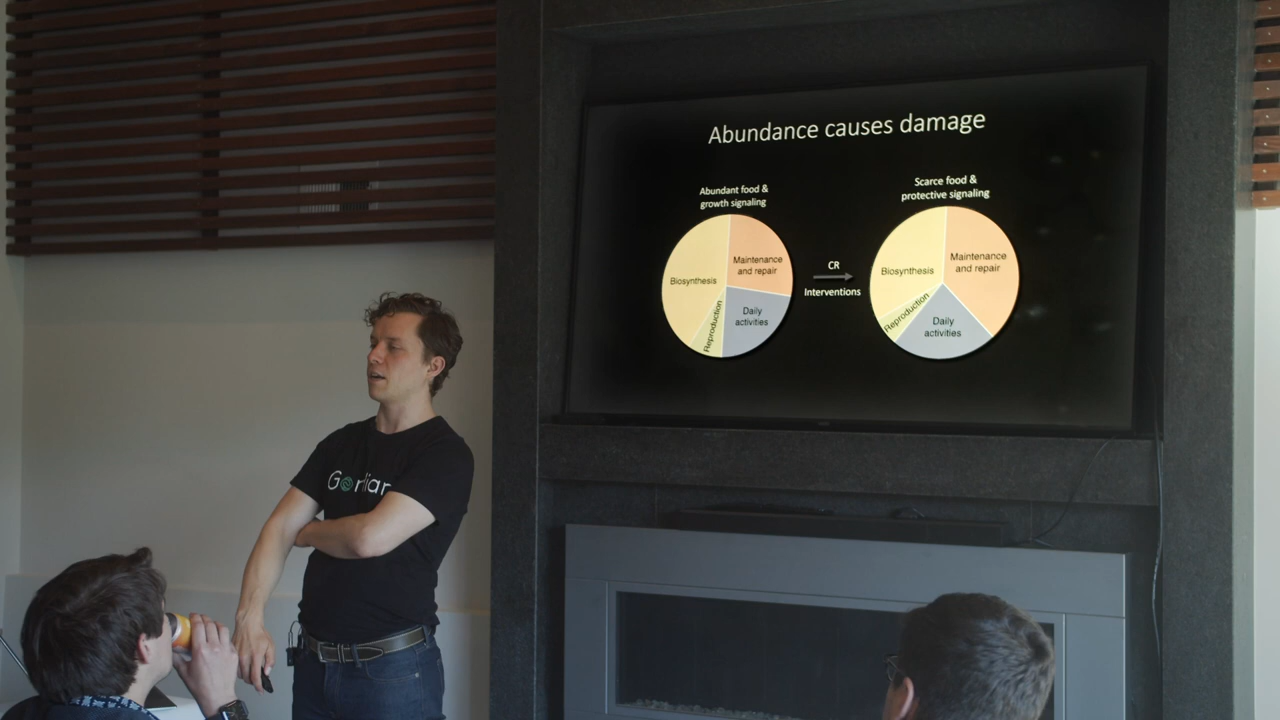 Abundance causes damage
Abundant food &
growth signaling
Biosynthesis
Maintenance
and repair
Daily
activities
Reproduction
CR
Interventions
Scarce food &
protective signaling
Biosynthesis
Maintenance
and repair
Reproduction
Daily
activities